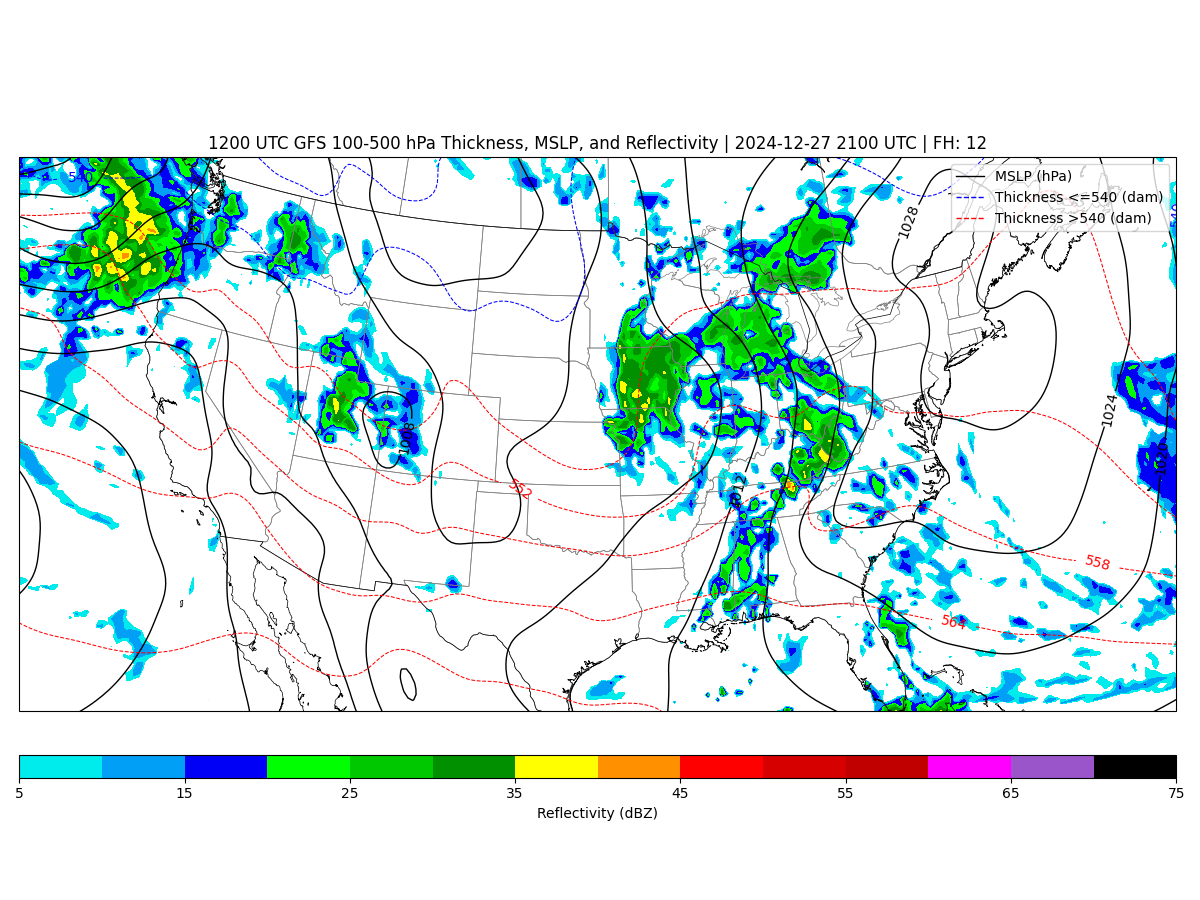 1200 UTC GFS 100-500 hPa Thickness, MSLP, and Reflectivity | 2024-12-27 2100 UTC | FH: 12
MSLP (hPa)
Thickness <=540 (dam)
Thickness >540 (dam)
1028
1024
1008
1012
552
558
564
5 15 25 35 45 55 65 75
Reflectivity (dBZ)